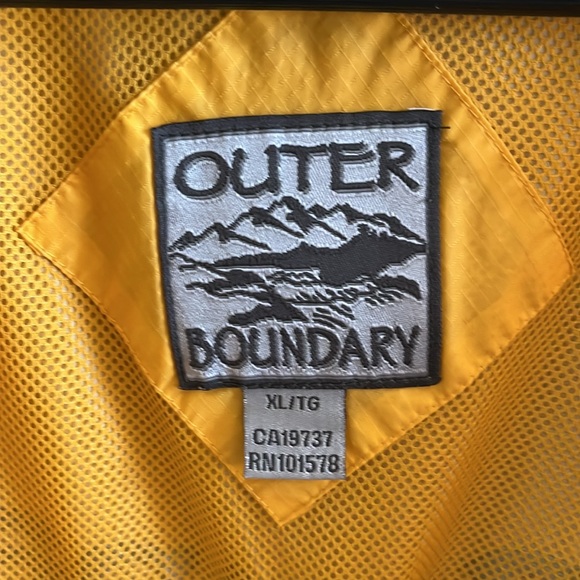 OUTER
BOUNDARY
XL/TG
CA19737
RN101578